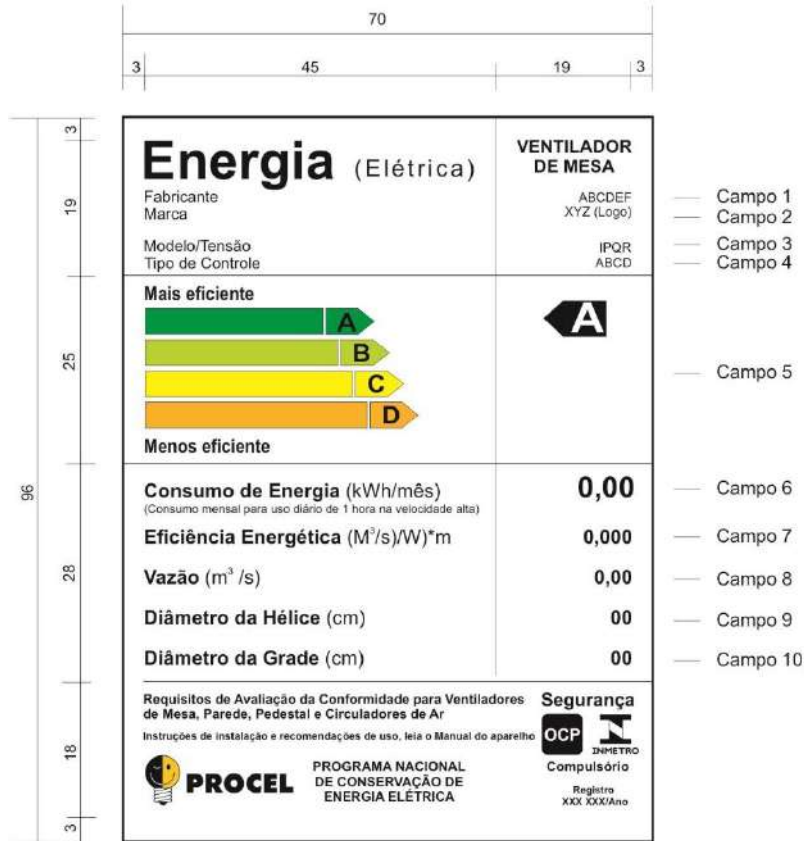 70
3 45 19 3
3
19
25
96
28
18
3
Energia (Elétrica)
VENTILADOR
DE MESA
Fabricante ABCDEF Campo 1
Marca XYZ (Logo) Campo 2
Modelo/Tensão IPQR Campo 3
Tipo de Controle ABCD Campo 4
Mais eficiente
A A
B
C Campo 5
D
Menos eficiente
Consumo de Energia (kWh/mês) 0,00 Campo 6
(Consumo mensal para uso diário de 1 hora na velocidade alta)
Eficiência Energética (M³/s)/W)*m 0,000 Campo 7
Vazão (m³ /s) 0,00 Campo 8
Diâmetro da Hélice (cm) 00 Campo 9
Diâmetro da Grade (cm) 00 Campo 10
Requisitos de Avaliação da Conformidade para Ventiladores
de Mesa, Parede, Pedestal e Circuladores de Ar
Instruções de instalação e recomendações de uso, leia o Manual do aparelho
PROCEL
PROGRAMA NACIONAL
DE CONSERVAÇÃO DE
ENERGIA ELÉTRICA
Segurança
OCP
INMETRO
Compulsório
Registro
XXX XXX/Ano